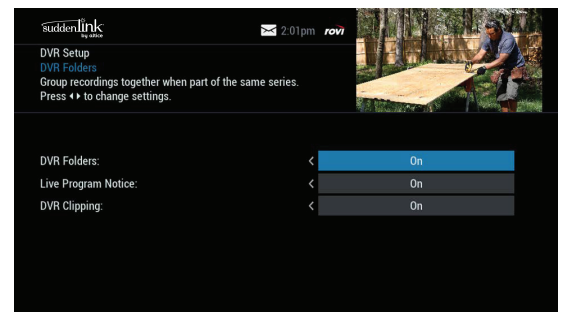 suddenlink
by altice
2:01pm rovi
DVR Setup
DVR Folders
Group recordings together when part of the same series.
Press ◂ ▸ to change settings.
DVR Folders: < On
Live Program Notice: < On
DVR Clipping: < On